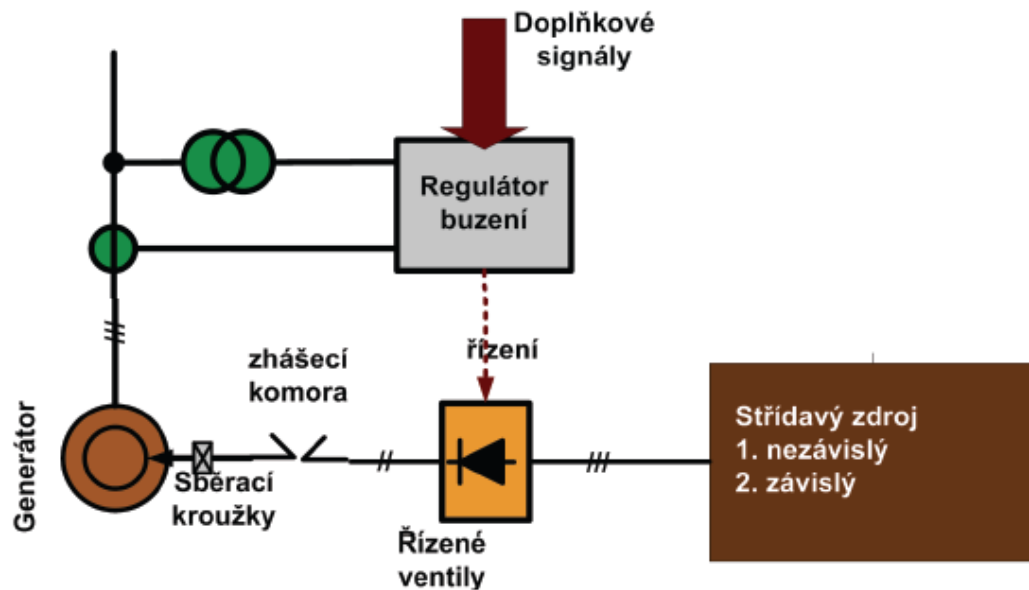 Doplňkové
signály
Regulátor
buzení
řízení
zhášecí
komora
Střídavý zdroj
1. nezávislý
2. závislý
Generátor
Sběrací
kroužky
Řízené
ventily